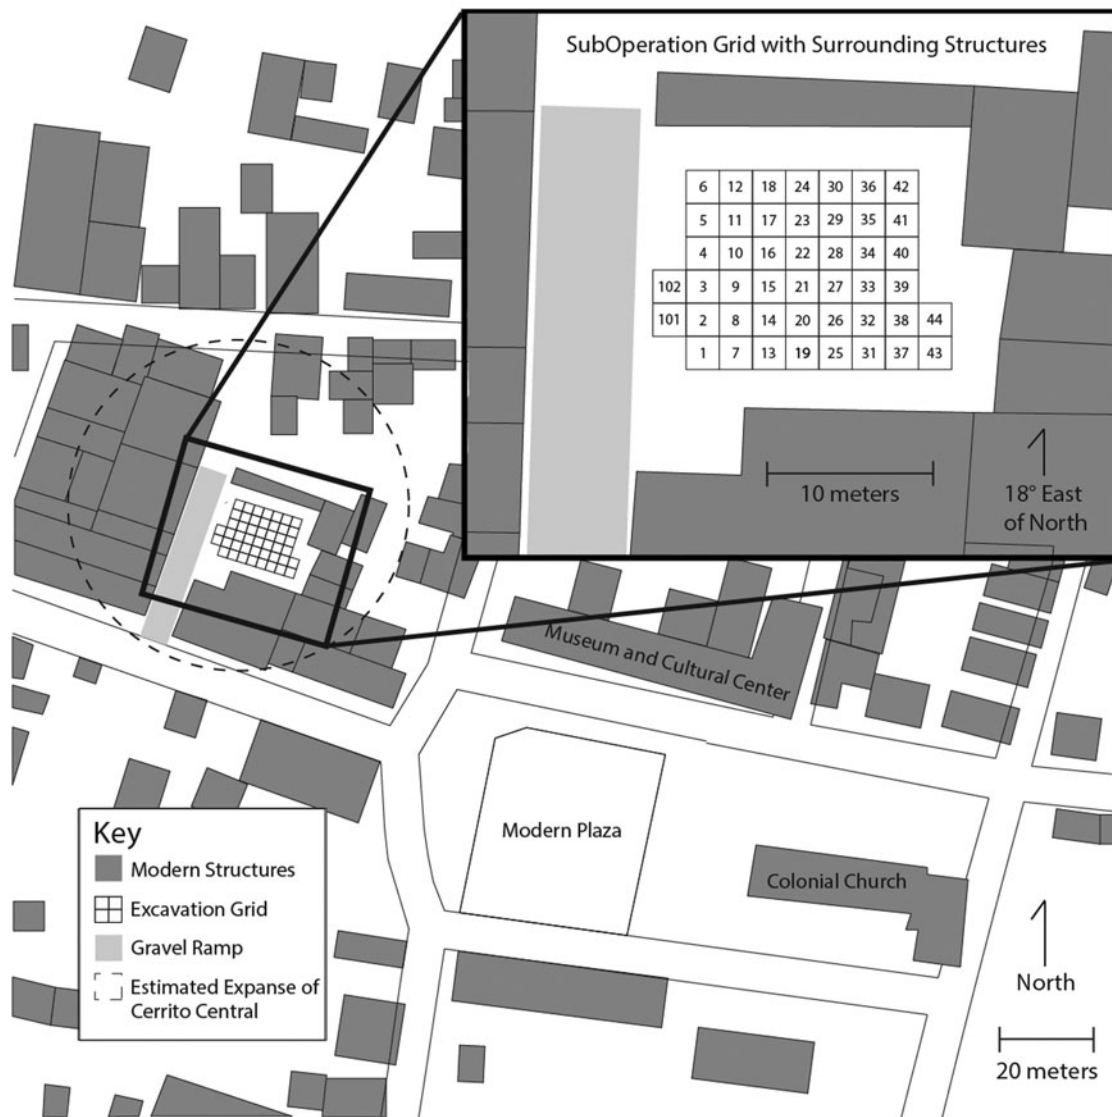 SubOperation Grid with Surrounding Structures
6 12 18 24 30 36 42
5 11 17 23 29 35 41
4 10 16 22 28 34 40
102 3 9 15 21 27 33 39
101 2 8 14 20 26 32 38 44
1 7 13 19 25 31 37 43
10 meters
18° East
of North
Museum and Cultural Center
Modern Plaza
Colonial Church
Key
Modern Structures
Excavation Grid
Gravel Ramp
Estimated Expanse of
Cerrito Central
North
20 meters